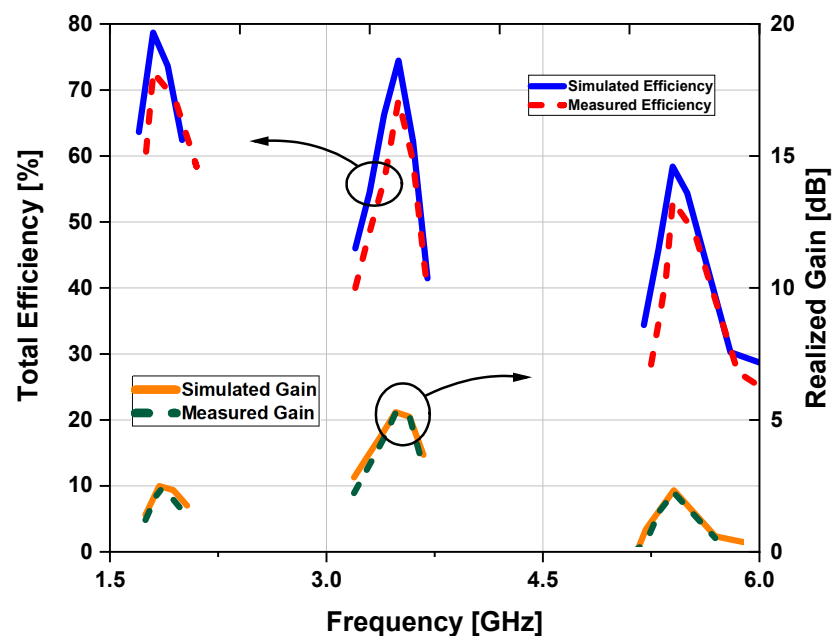 80
70
60
50
40
30
20
10
0
Total Efficiency [%]
Simulated Efficiency
Measured Efficiency
Simulated Gain
Measured Gain
20
15
10
5
0
Realized Gain [dB]
1.5 3.0 4.5 6.0
Frequency [GHz]